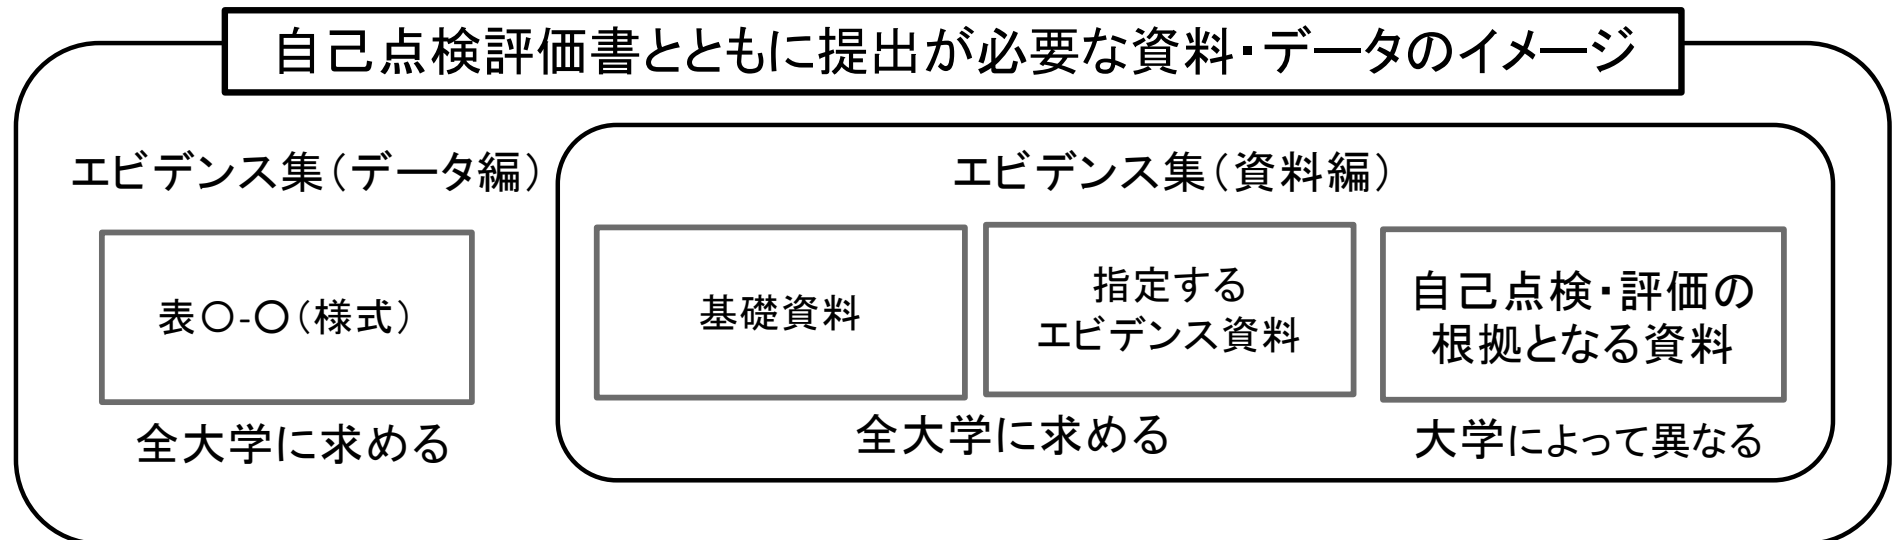 自己点検評価書とともに提出が必要な資料・データのイメージ
エビデンス集（データ編）
表〇-〇（様式）
全大学に求める
エビデンス集（資料編）
基礎資料
指定する
エビデンス資料
全大学に求める
自己点検・評価の
根拠となる資料
大学によって異なる